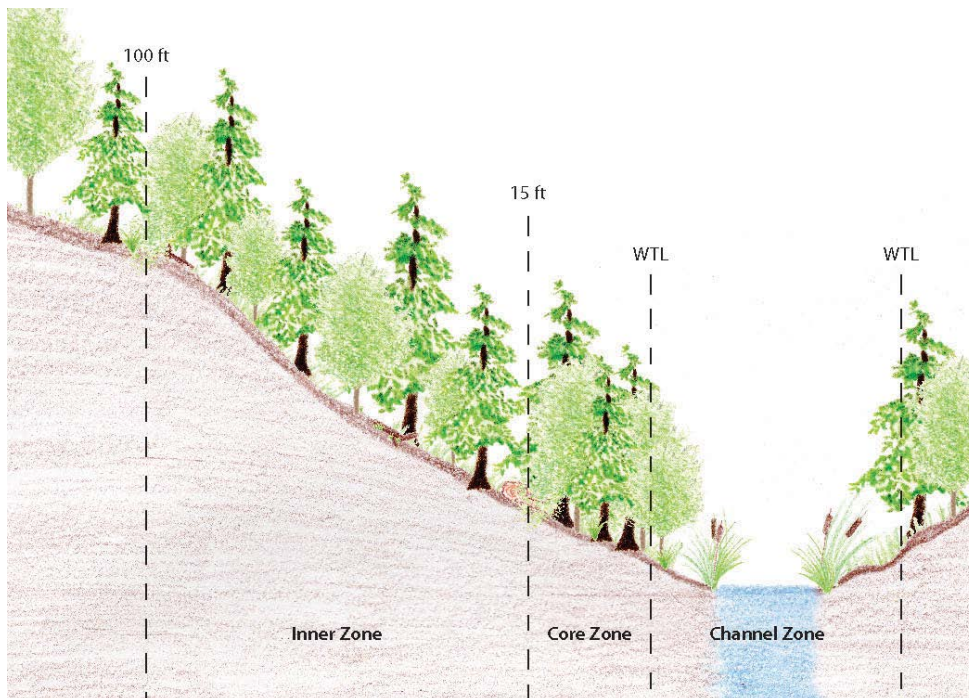 100 ft
15 ft
WTL
WTL
Inner Zone
Core Zone
Channel Zone